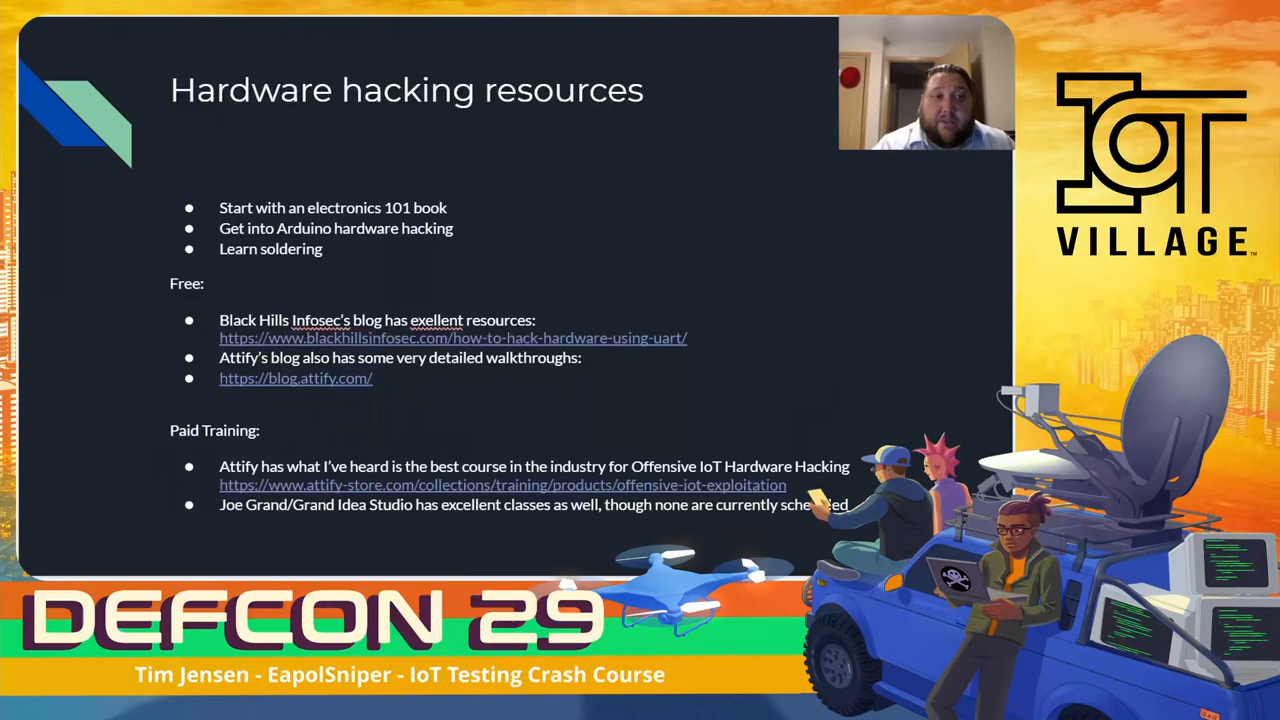 Hardware hacking resources
● Start with an electronics 101 book
● Get into Arduino hardware hacking
● Learn soldering
Free:
● Black Hills Infosec's blog has exellent resources:
https://www.blackhillsinfosec.com/how-to-hack-hardware-using-uart/
● Attify's blog also has some very detailed walkthroughs:
● https://blog.attify.com/
Paid Training:
● Attify has what I've heard is the best course in the industry for Offensive IoT Hardware Hacking
https://www.attify-store.com/collections/training/products/offensive-iot-exploitation
● Joe Grand/Grand Idea Studio has excellent classes as well, though none are currently scheduled
IOT
VILLAGE™
DEFCON 29
Tim Jensen - EapolSniper - IoT Testing Crash Course